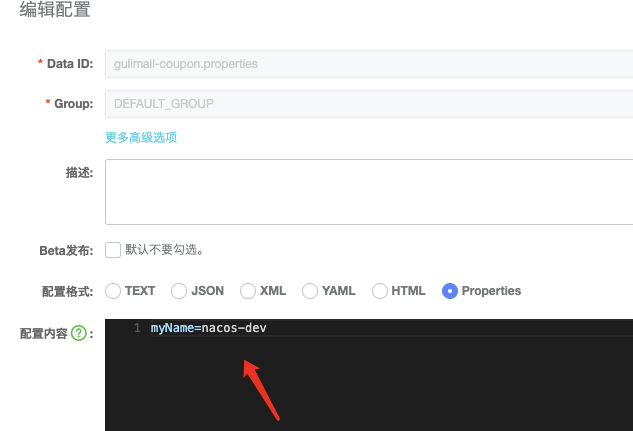 编辑配置
* Data ID: gulimail-coupon.properties
* Group: DEFAULT_GROUP
更多高级选项
描述:
Beta发布: 默认不要勾选。
配置格式: TEXT JSON XML YAML HTML Properties
配置内容 ? :
1 myName=nacos-dev